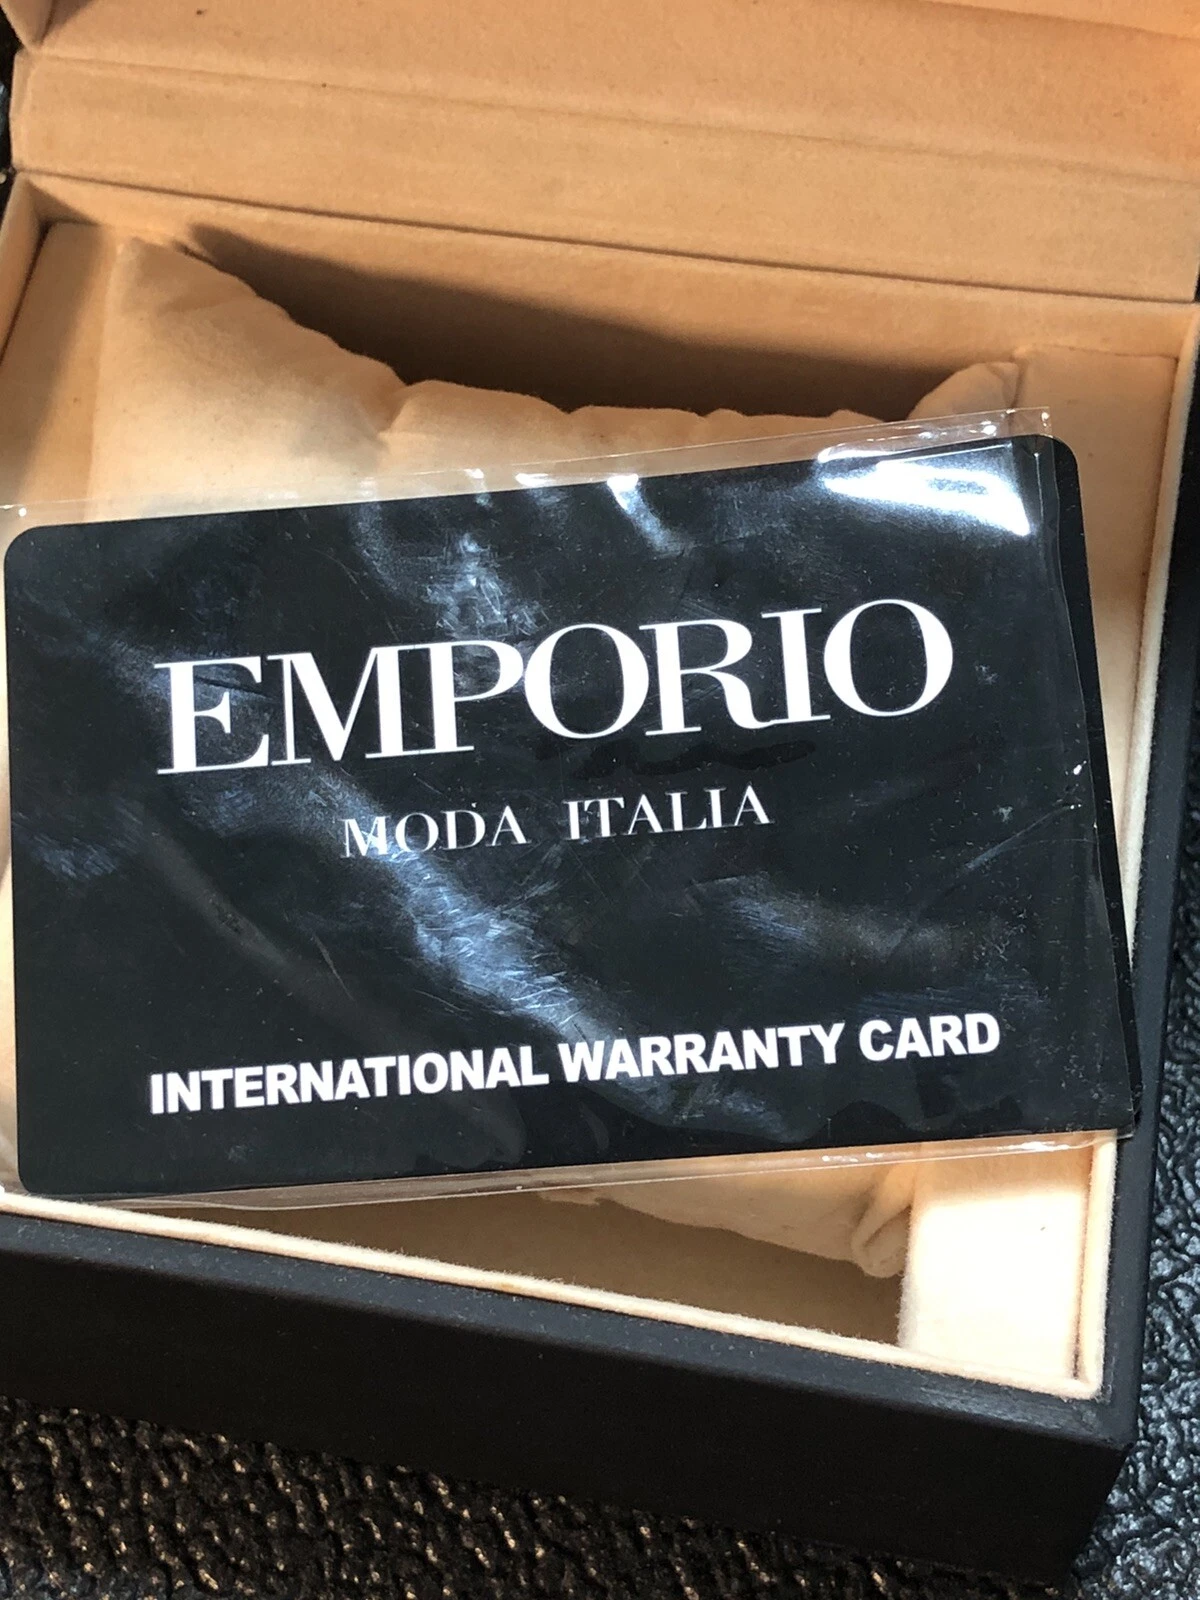 EMPORIO
MODA ITALIA
INTERNATIONAL WARRANTY CARD